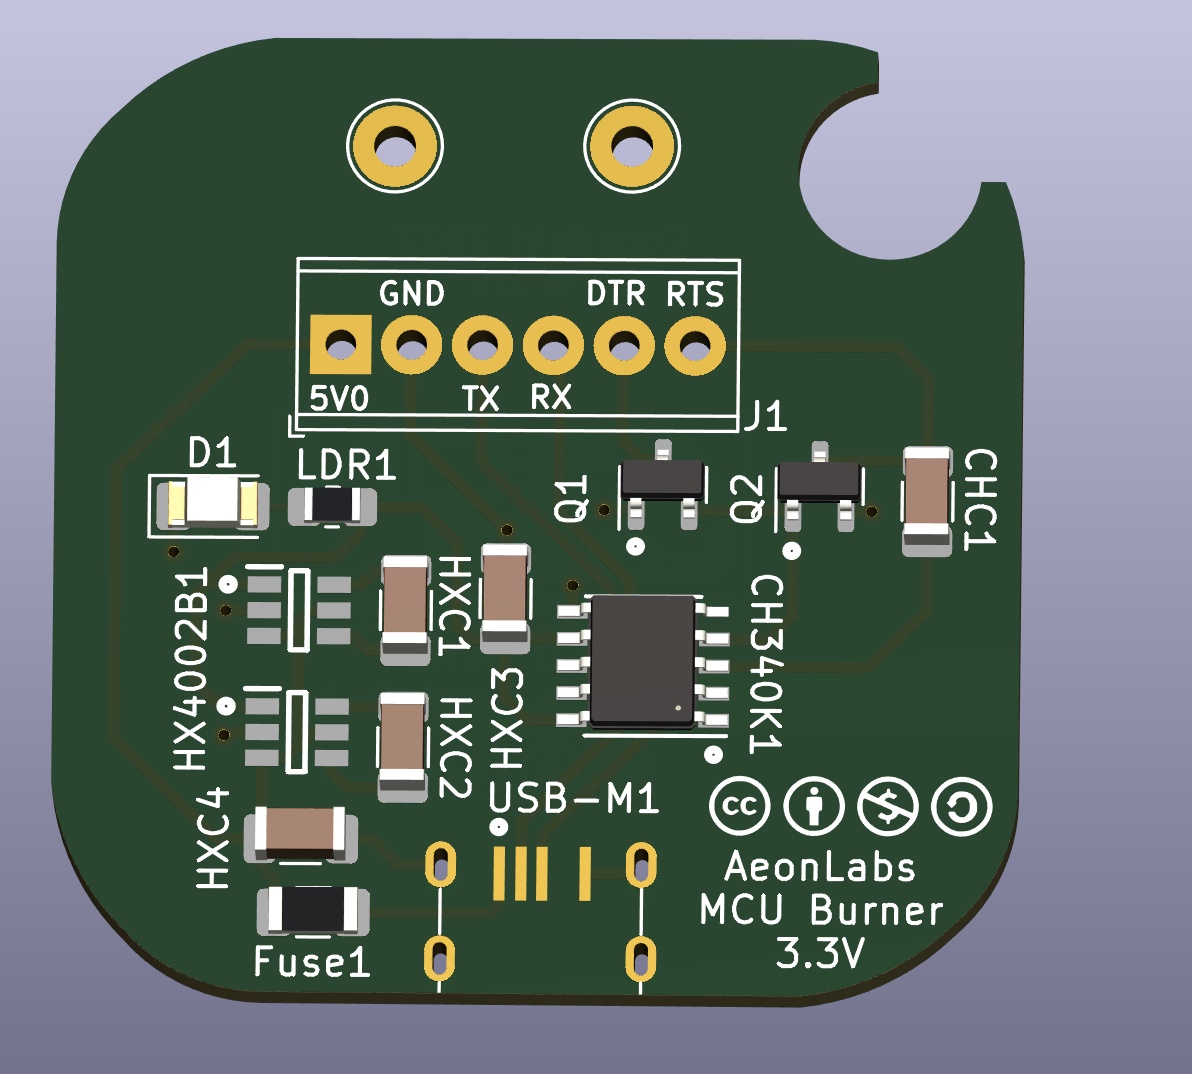 GND
DTR
RTS
5V0
TX
RX
J1
D1
LDR1
Q1
Q2
CHC1
HX4002B1
HXC1
HXC3
CH340K1
HXC2
HXC4
USB-M1
cc
AeonLabs
MCU Burner
3.3V
Fuse1